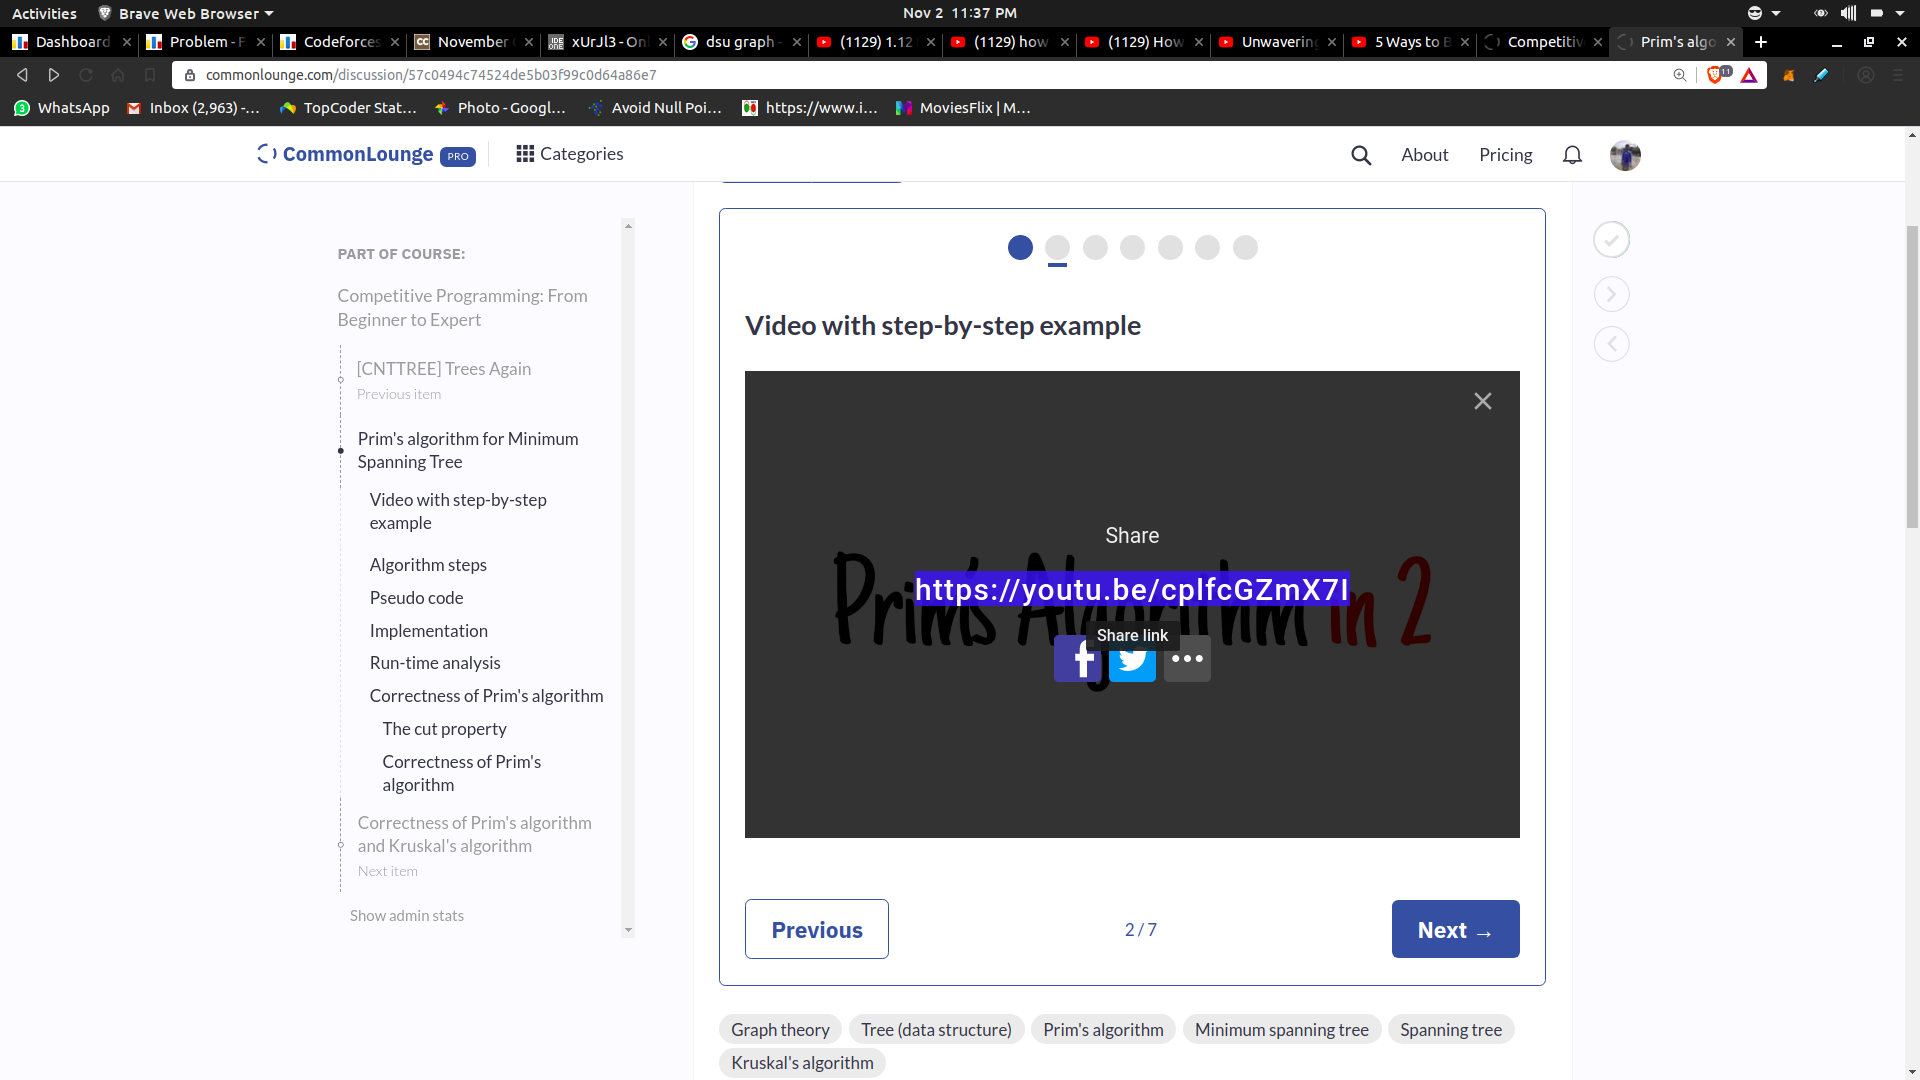 Activities
Brave Web Browser
Nov 2 11:37 PM
Dashboard
Problem - F
Codeforces
November
xUrJl3 - Onl
dsu graph -
(1129) 1.12
(1129) how
(1129) How
Unwavering
5 Ways to B
Competitiv
Prim's algo
commonlounge.com/discussion/57c0494c74524de5b03f99c0d64a86e7
11
WhatsApp
Inbox (2,963) -...
TopCoder Stat...
Photo - Googl...
Avoid Null Poi...
https://www.i...
MoviesFlix | M...
CommonLounge PRO
Categories
About
Pricing
PART OF COURSE:
Competitive Programming: From
Beginner to Expert
[CNTTREE] Trees Again
Previous item
Prim's algorithm for Minimum
Spanning Tree
Video with step-by-step
example
Algorithm steps
Pseudo code
Implementation
Run-time analysis
Correctness of Prim's algorithm
The cut property
Correctness of Prim's
algorithm
Correctness of Prim's algorithm
and Kruskal's algorithm
Next item
Show admin stats
Video with step-by-step example
Share
Prim's Algorithm in 2
https://youtu.be/cplfcGZmX7I
Share link
Previous
2 / 7
Next →
Graph theory
Tree (data structure)
Prim's algorithm
Minimum spanning tree
Spanning tree
Kruskal's algorithm